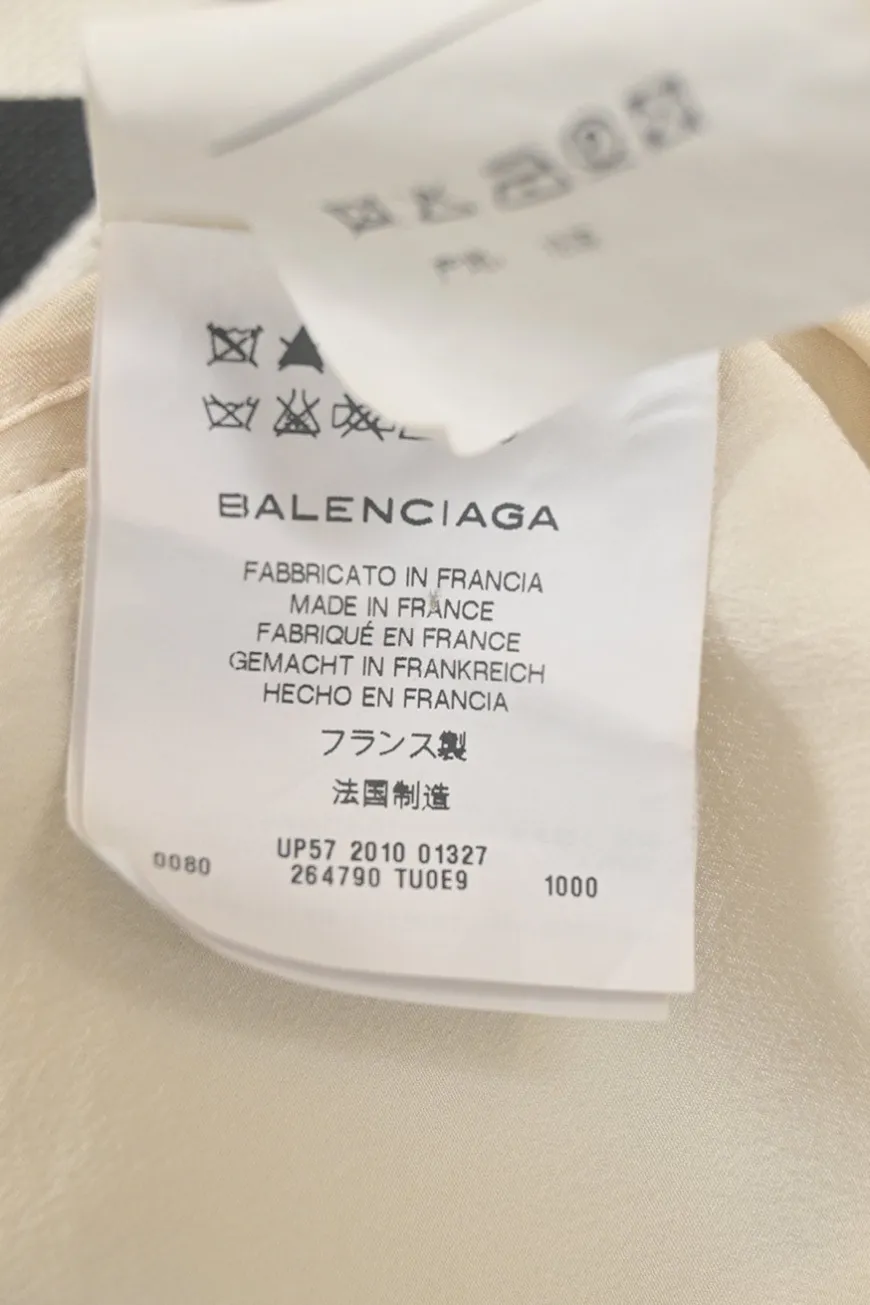 BALENCIAGA
FABBRICATO IN FRANCIA
MADE IN FRANCE
FABRIQUÉ EN FRANCE
GEMACHT IN FRANKREICH
HECHO EN FRANCIA
フランス製
法国制造
UP57 2010 01327
0080 264790 TU0E9 1000